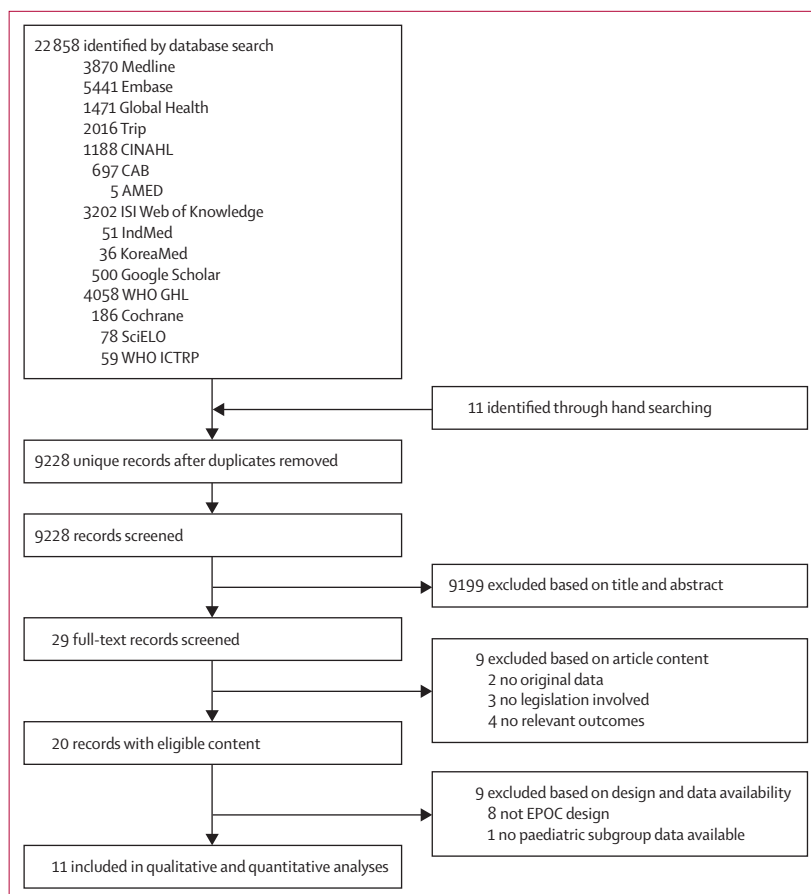 22 858 identified by database search
3870 Medline
5441 Embase
1471 Global Health
2016 Trip
1188 CINAHL
697 CAB
5 AMED
3202 ISI Web of Knowledge
51 IndMed
36 KoreaMed
500 Google Scholar
4058 WHO GHL
186 Cochrane
78 SciELO
59 WHO ICTRP
11 identified through hand searching
9228 unique records after duplicates removed
9228 records screened
9199 excluded based on title and abstract
29 full-text records screened
9 excluded based on article content
2 no original data
3 no legislation involved
4 no relevant outcomes
20 records with eligible content
9 excluded based on design and data availability
8 not EPOC design
1 no paediatric subgroup data available
11 included in qualitative and quantitative analyses